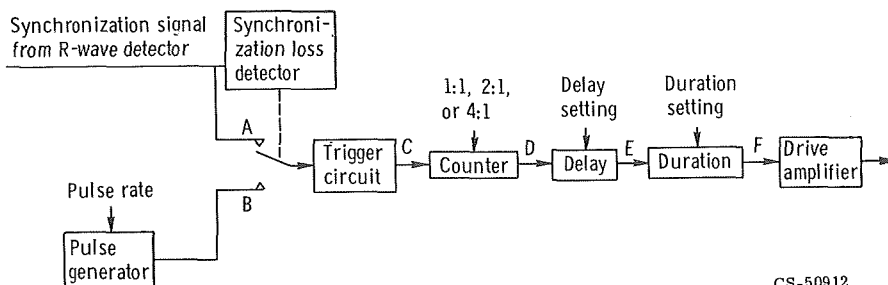 Synchronization signal
from R-wave detector
Synchroni-
zation loss
detector
1:1, 2:1,
or 4:1
Delay
setting
Duration
setting
A
B
Trigger
circuit
C
Counter
D
Delay
E
Duration
F
Drive
amplifier
Pulse rate
Pulse
generator
CS-50912